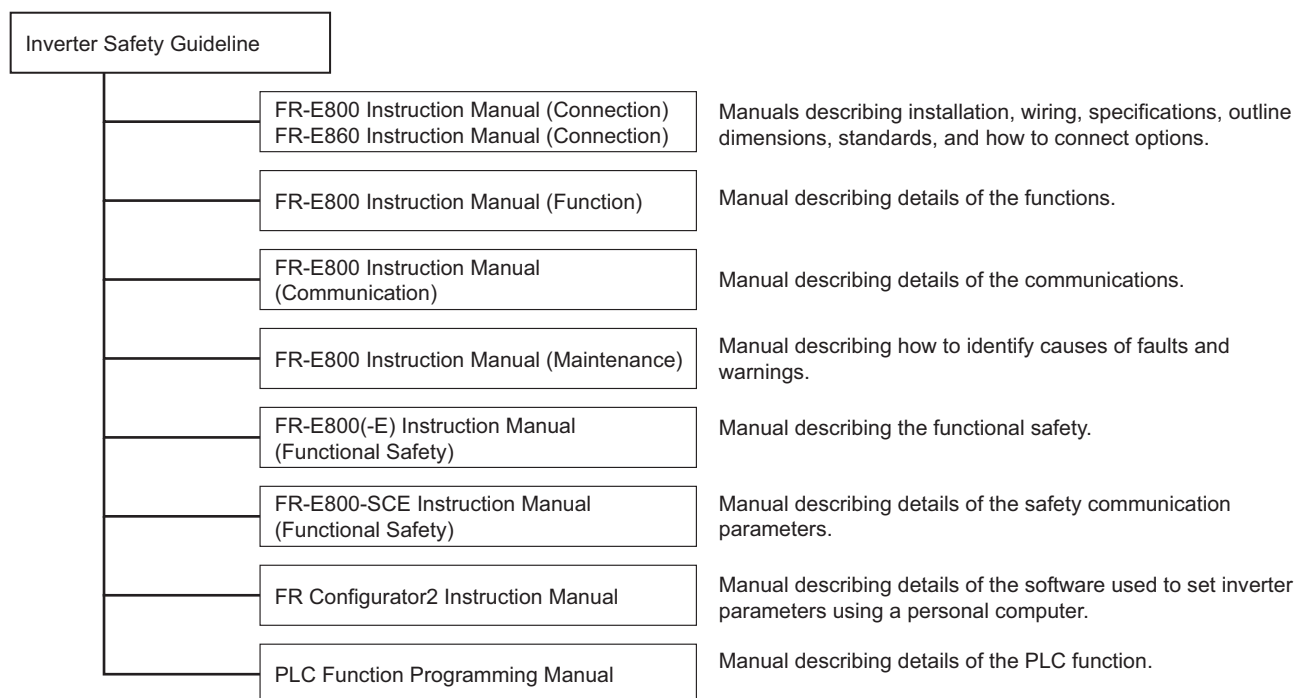 Inverter Safety Guideline
FR-E800 Instruction Manual (Connection)
FR-E860 Instruction Manual (Connection)
Manuals describing installation, wiring, specifications, outline
dimensions, standards, and how to connect options.
FR-E800 Instruction Manual (Function)
Manual describing details of the functions.
FR-E800 Instruction Manual
(Communication)
Manual describing details of the communications.
FR-E800 Instruction Manual (Maintenance)
Manual describing how to identify causes of faults and
warnings.
FR-E800(-E) Instruction Manual
(Functional Safety)
Manual describing the functional safety.
FR-E800-SCE Instruction Manual
(Functional Safety)
Manual describing details of the safety communication
parameters.
FR Configurator2 Instruction Manual
Manual describing details of the software used to set inverter
parameters using a personal computer.
PLC Function Programming Manual
Manual describing details of the PLC function.